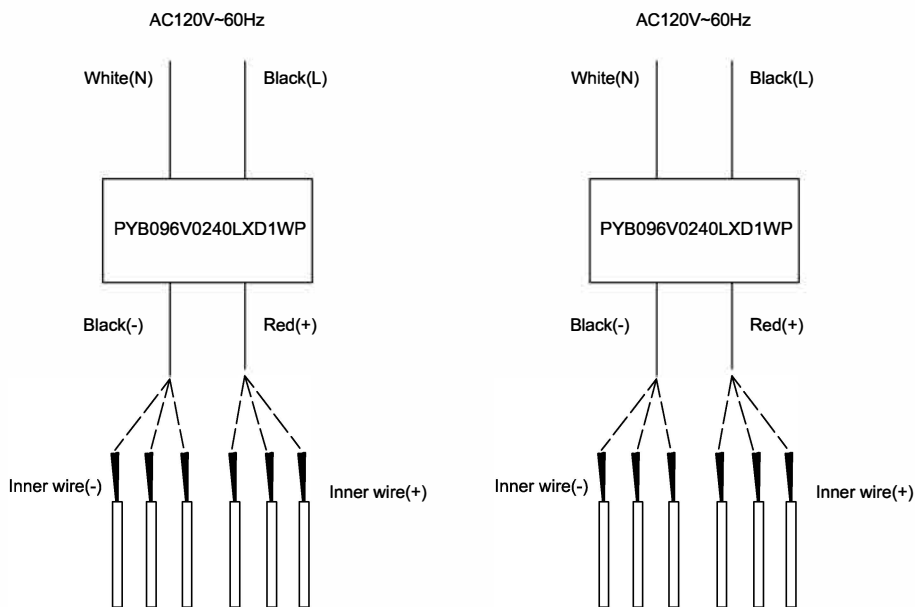 AC120V~60Hz
White(N)
Black(L)
PYB096V0240LXD1WP
Black(-)
Red(+)
Inner wire(-)
Inner wire(+)
AC120V~60Hz
White(N)
Black(L)
PYB096V0240LXD1WP
Black(-)
Red(+)
Inner wire(-)
Inner wire(+)